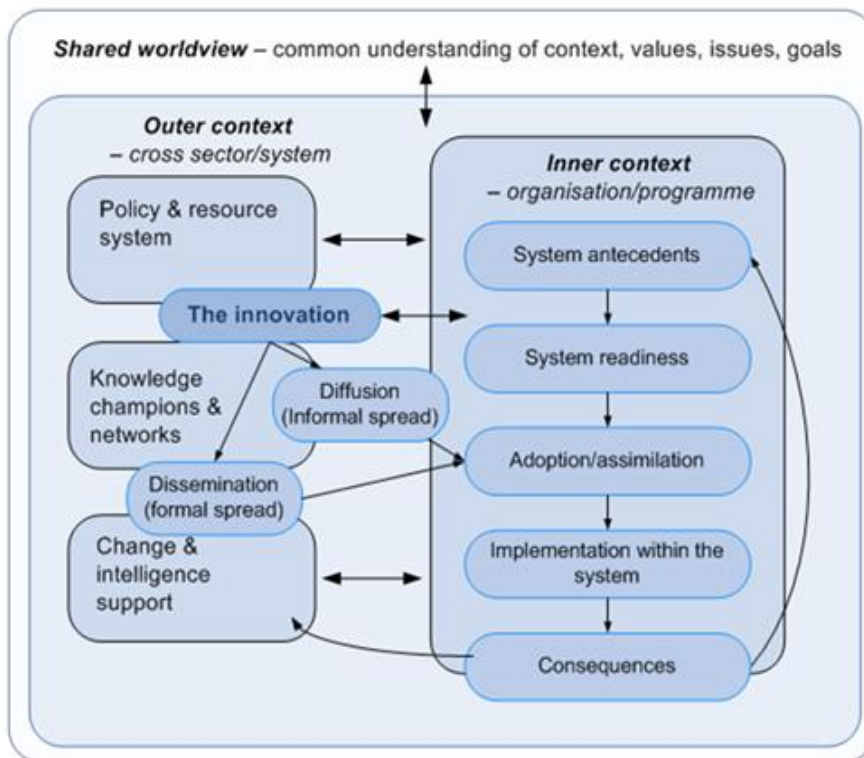 Shared worldview – common understanding of context, values, issues, goals
Outer context
– cross sector/system
Policy & resource
system
The innovation
Knowledge
champions &
networks
Diffusion
(Informal spread)
Dissemination
(formal spread)
Change &
intelligence
support
Inner context
– organisation/programme
System antecedents
System readiness
Adoption/assimilation
Implementation within the
system
Consequences